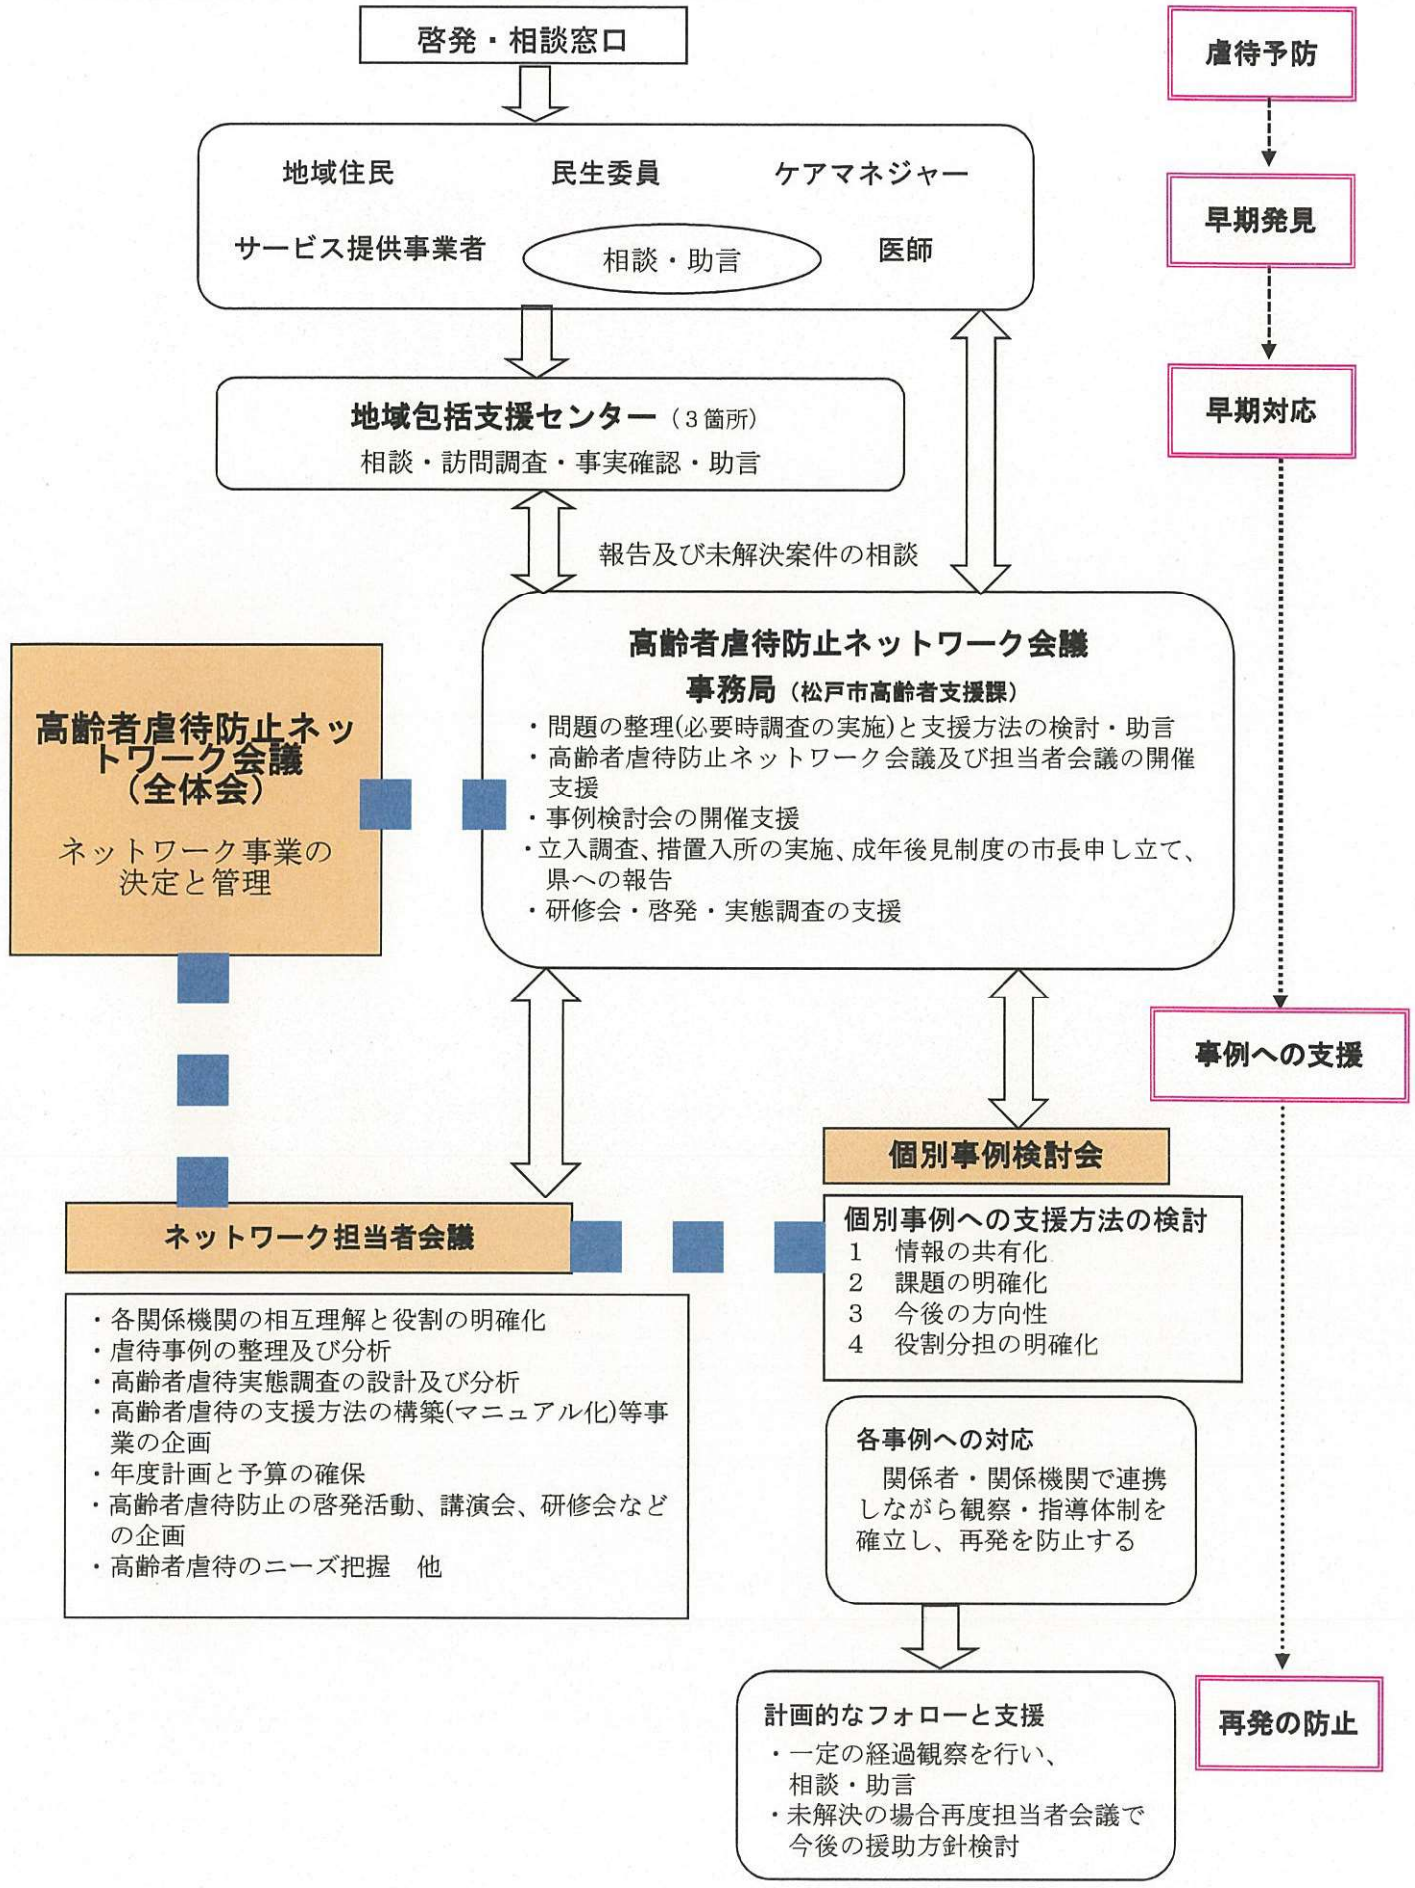 啓発・相談窓口
地域住民
民生委員
ケアマネジャー
サービス提供事業者
相談・助言
医師
地域包括支援センター（３箇所）
相談・訪問調査・事実確認・助言
報告及び未解決案件の相談
高齢者虐待防止ネットワーク会議
事務局（松戸市高齢者支援課）
・問題の整理(必要時調査の実施)と支援方法の検討・助言
・高齢者虐待防止ネットワーク会議及び担当者会議の開催
支援
・事例検討会の開催支援
・立入調査、措置入所の実施、成年後見制度の市長申し立て、
県への報告
・研修会・啓発・実態調査の支援
高齢者虐待防止ネッ
トワーク会議
（全体会）
ネットワーク事業の
決定と管理
ネットワーク担当者会議
・各関係機関の相互理解と役割の明確化
・虐待事例の整理及び分析
・高齢者虐待実態調査の設計及び分析
・高齢者虐待の支援方法の構築(マニュアル化)等事
業の企画
・年度計画と予算の確保
・高齢者虐待防止の啓発活動、講演会、研修会など
の企画
・高齢者虐待のニーズ把握　他
個別事例検討会
個別事例への支援方法の検討
１　情報の共有化
２　課題の明確化
３　今後の方向性
４　役割分担の明確化
各事例への対応
関係者・関係機関で連携
しながら観察・指導体制を
確立し、再発を防止する
計画的なフォローと支援
・一定の経過観察を行い、
相談・助言
・未解決の場合再度担当者会議で
今後の援助方針検討
虐待予防
早期発見
早期対応
事例への支援
再発の防止